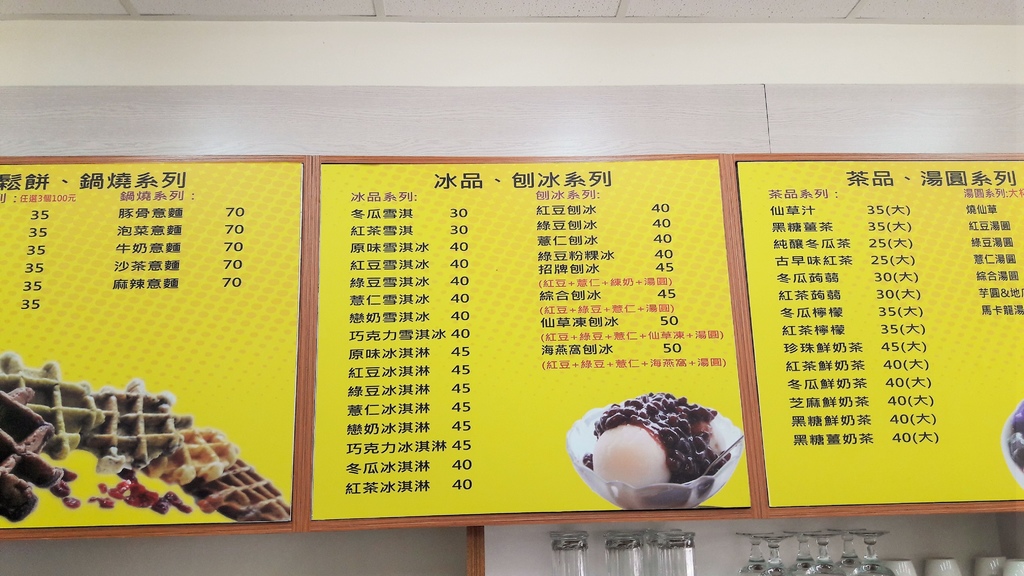 鬆餅、鍋燒系列
任選3個100元
35
35
35
35
35
35
鍋燒系列:
豚骨意麵 70
泡菜意麵 70
牛奶意麵 70
沙茶意麵 70
麻辣意麵 70
冰品、刨冰系列
冰品系列:
冬瓜雪淇 30
紅茶雪淇 30
原味雪淇冰 40
紅豆雪淇冰 40
綠豆雪淇冰 40
薏仁雪淇冰 40
戀奶雪淇冰 40
巧克力雪淇冰 40
原味冰淇淋 45
紅豆冰淇淋 45
綠豆冰淇淋 45
薏仁冰淇淋 45
戀奶冰淇淋 45
巧克力冰淇淋 45
冬瓜冰淇淋 40
紅茶冰淇淋 40
刨冰系列:
紅豆刨冰 40
綠豆刨冰 40
薏仁刨冰 40
綠豆粉粿冰 40
招牌刨冰 45
(紅豆+薏仁+練奶+湯圓)
綜合刨冰 45
(紅豆+綠豆+薏仁+湯圓)
仙草凍刨冰 50
(紅豆+綠豆+薏仁+仙草凍+湯圓)
海燕窩刨冰 50
(紅豆+綠豆+薏仁+海燕窩+湯圓)
茶品、湯圓系列
茶品系列:
仙草汁 35(大)
黑糖薑茶 35(大)
純釀冬瓜茶 25(大)
古早味紅茶 25(大)
冬瓜蒟蒻 30(大)
紅茶蒟蒻 30(大)
冬瓜檸檬 35(大)
紅茶檸檬 35(大)
珍珠鮮奶茶 45(大)
紅茶鮮奶茶 40(大)
冬瓜鮮奶茶 40(大)
芝麻鮮奶茶 40(大)
黑糖鮮奶茶 40(大)
黑糖薑奶茶 40(大)
湯圓系列:大
燒仙草
紅豆湯圓
綠豆湯圓
薏仁湯圓
綜合湯圓
芋圓&地
馬卡龍湯